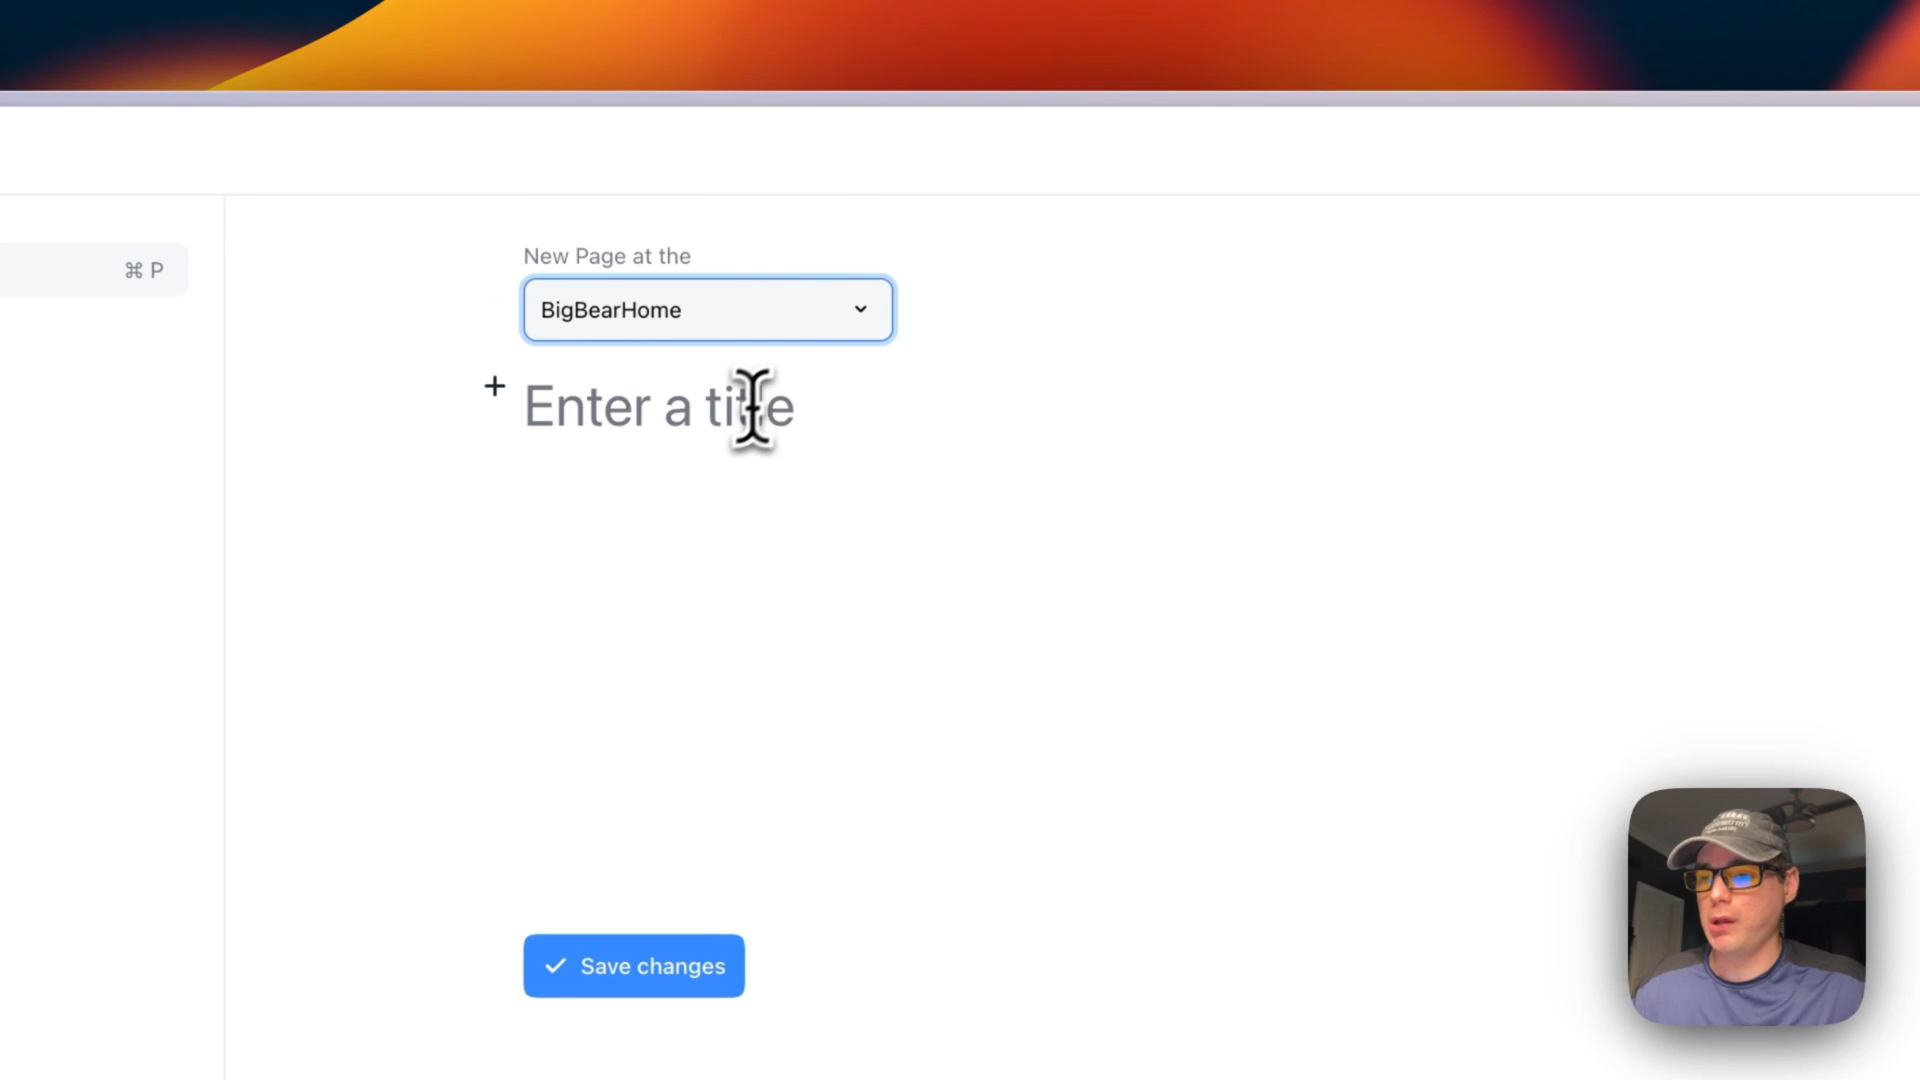 ⌘ P
New Page at the
BigBearHome
Enter a title
Save changes